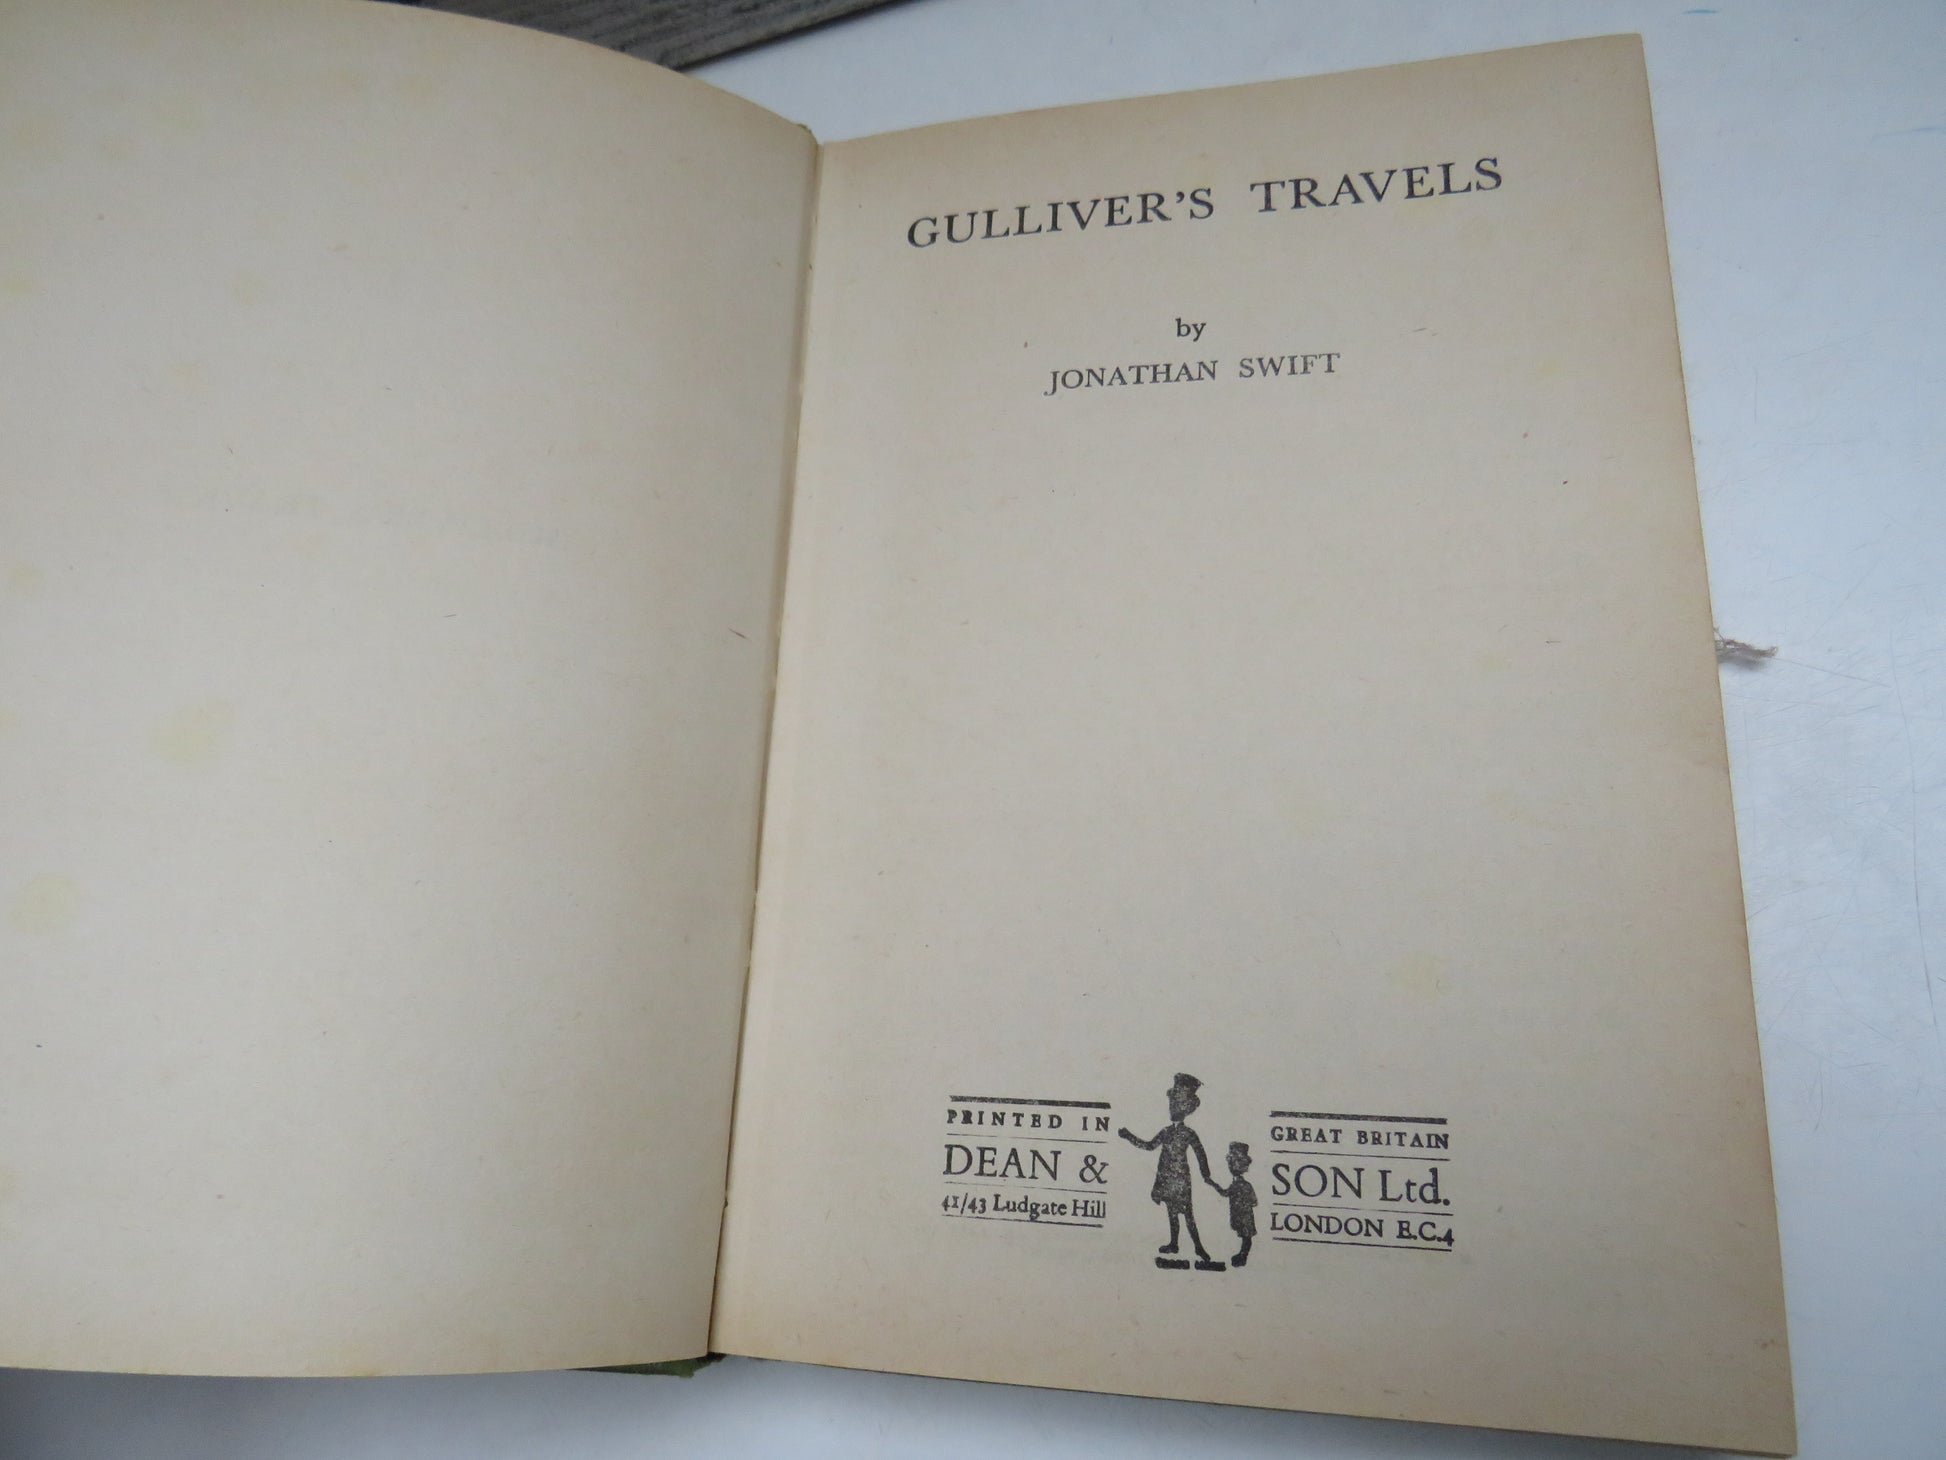 GULLIVER'S TRAVELS
by
JONATHAN SWIFT
PRINTED IN GREAT BRITAIN
DEAN & SON Ltd.
41/43 Ludgate Hill LONDON E.C.4